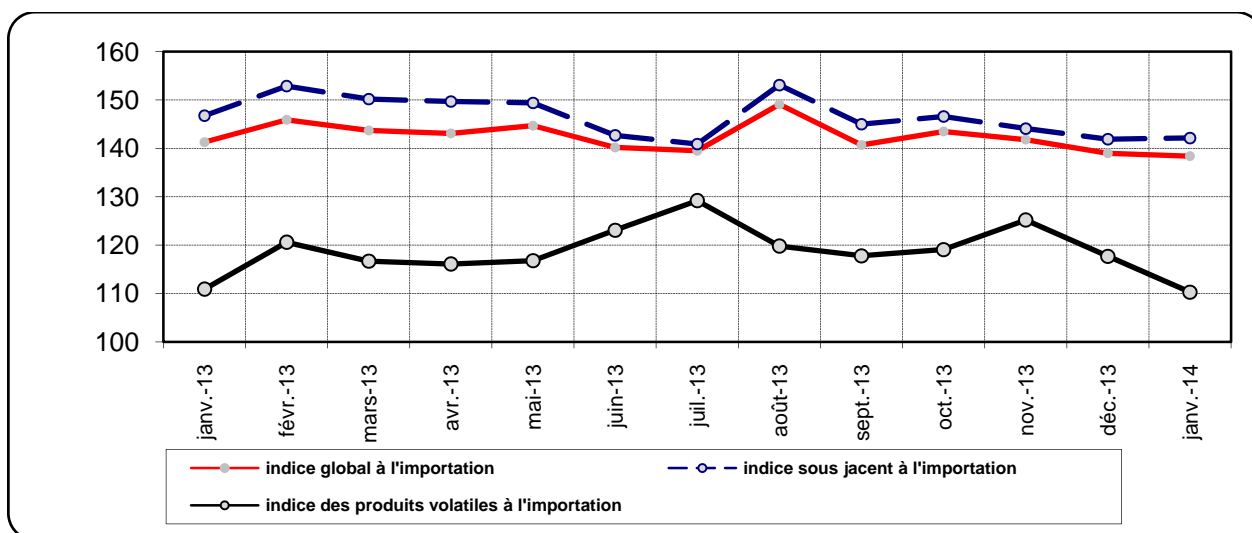 160
150
140
130
120
110
100
janv.-13
févr.-13
mars-13
avr.-13
mai-13
juin-13
juil.-13
août-13
sept.-13
oct.-13
nov.-13
déc.-13
janv.-14
indice global à l'importation
indice sous jacent à l'importation
indice des produits volatiles à l'importation